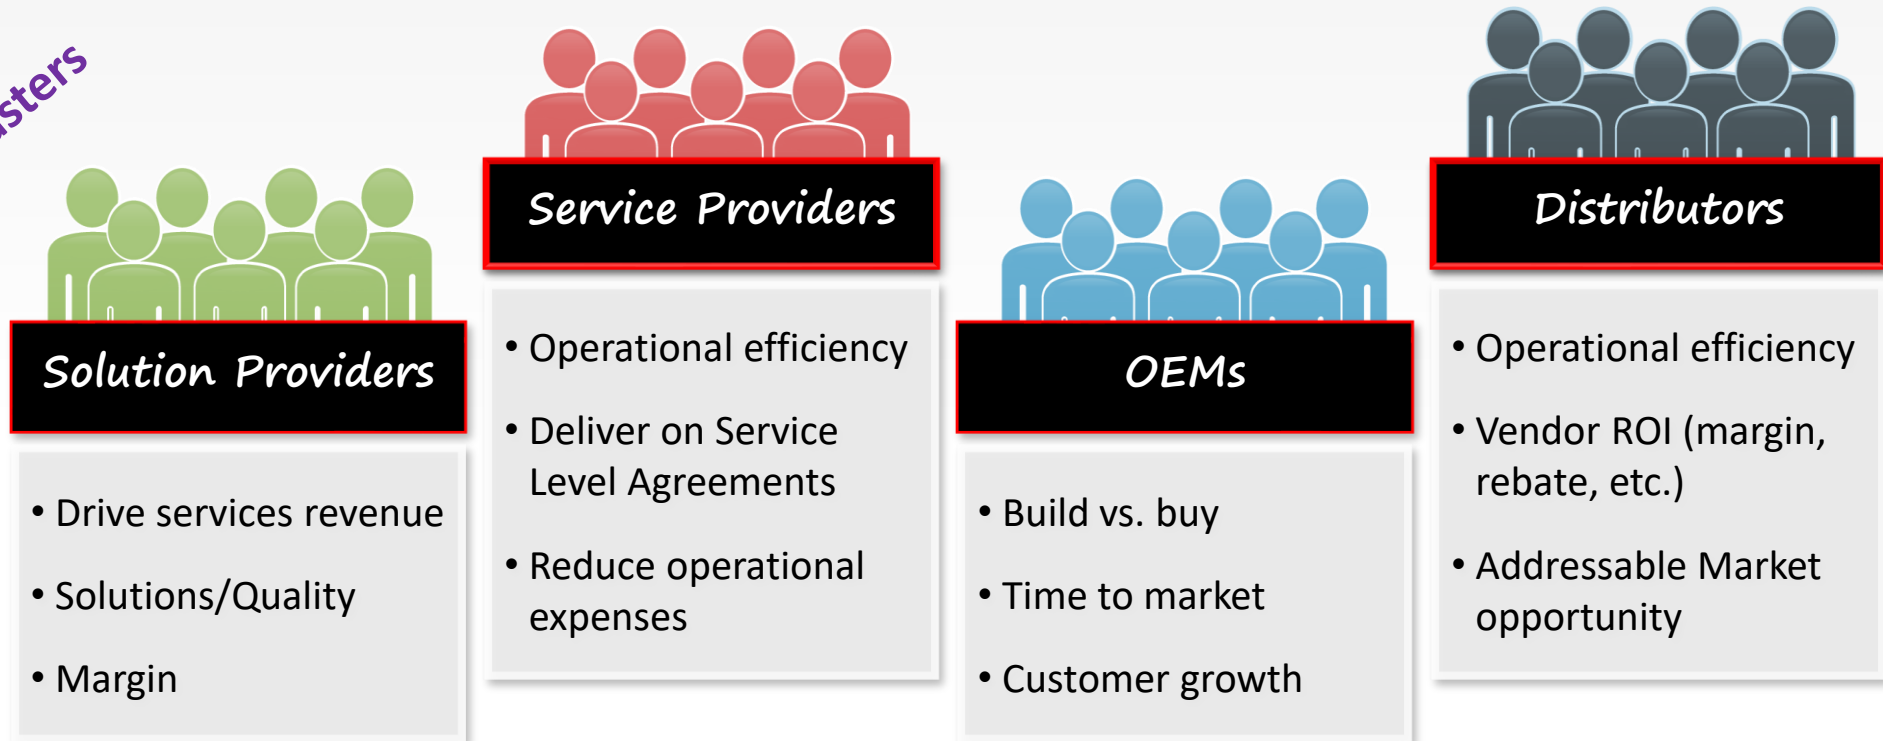 Solution Providers
• Drive services revenue
• Solutions/Quality
• Margin
Service Providers
• Operational efficiency
• Deliver on Service
Level Agreements
• Reduce operational
expenses
OEMs
• Build vs. buy
• Time to market
• Customer growth
Distributors
• Operational efficiency
• Vendor ROI (margin,
rebate, etc.)
• Addressable Market
opportunity